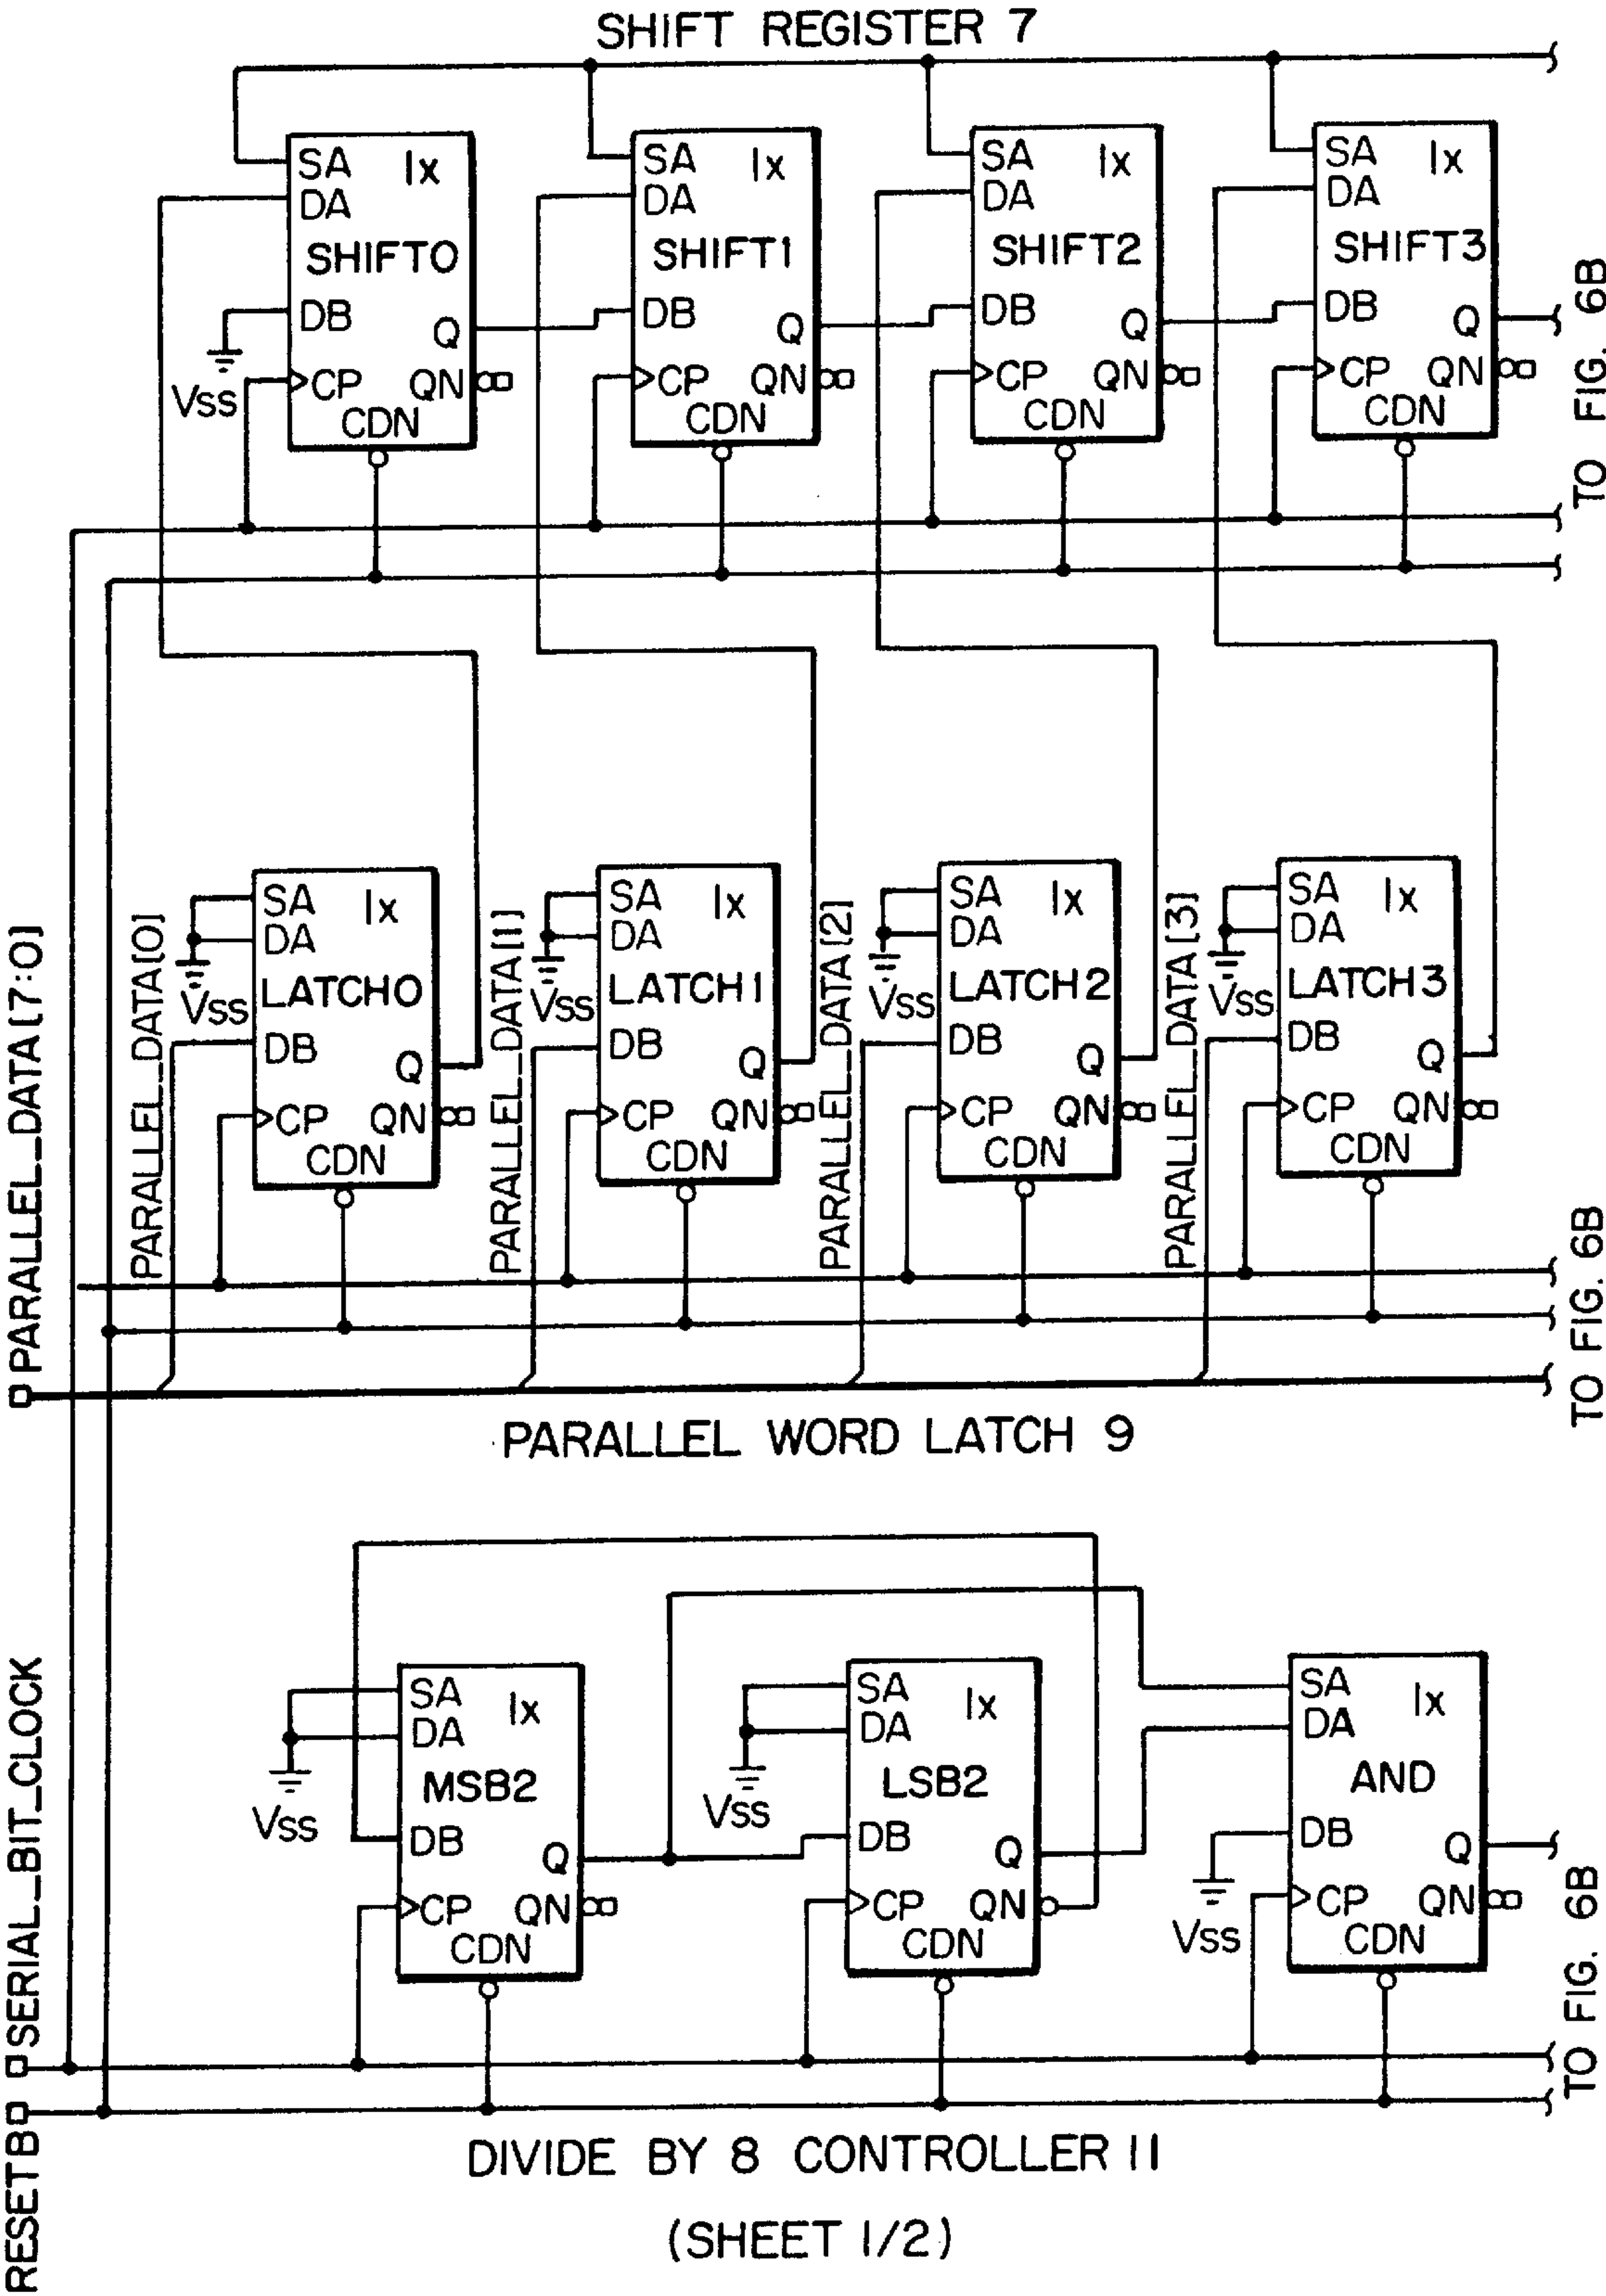 SHIFT REGISTER 7
SA Ix
DA
SHIFT0
DB
Q
CP QN
CDN
Vss
SA Ix
DA
SHIFT1
DB
Q
CP QN
CDN
SA Ix
DA
SHIFT2
DB
Q
CP QN
CDN
SA Ix
DA
SHIFT3
DB
Q
CP QN
CDN
TO FIG. 6B
PARALLEL_DATA[7:0]
PARALLEL_DATA[0]
SA Ix
DA
Vss
LATCH0
DB
Q
CP QN
CDN
PARALLEL_DATA[1]
SA Ix
DA
Vss
LATCH1
DB
Q
CP QN
CDN
PARALLEL_DATA[2]
SA Ix
DA
Vss
LATCH2
DB
Q
CP QN
CDN
PARALLEL_DATA[3]
SA Ix
DA
Vss
LATCH3
DB
Q
CP QN
CDN
TO FIG. 6B
PARALLEL WORD LATCH 9
SERIAL_BIT_CLOCK
RESETB
SA Ix
DA
MSB2
Vss
DB
Q
CP QN
CDN
SA Ix
DA
LSB2
Vss
DB
Q
CP QN
CDN
SA Ix
DA
AND
DB
Q
Vss
CP QN
CDN
TO FIG. 6B
DIVIDE BY 8 CONTROLLER 11
(SHEET 1/2)